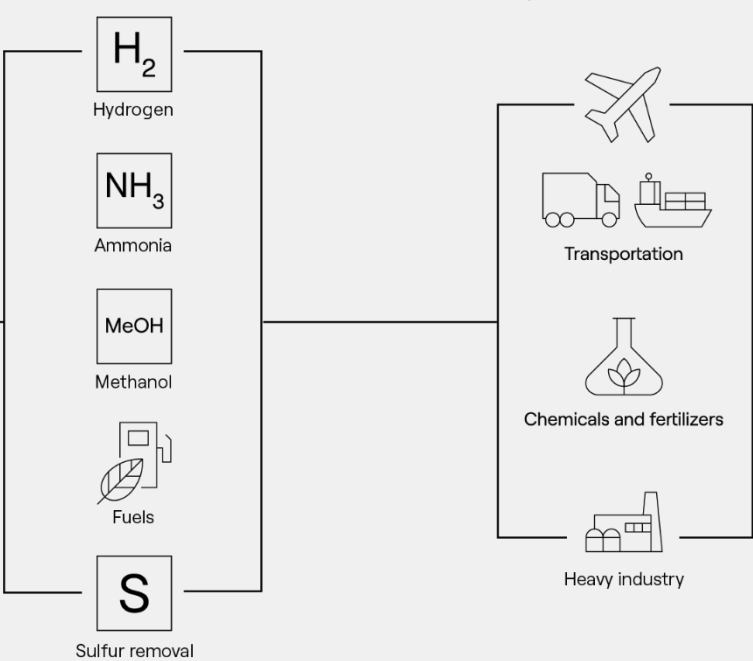 H₂
Hydrogen
NH₃
Ammonia
MeOH
Methanol
Fuels
S
Sulfur removal
Transportation
Chemicals and fertilizers
Heavy industry